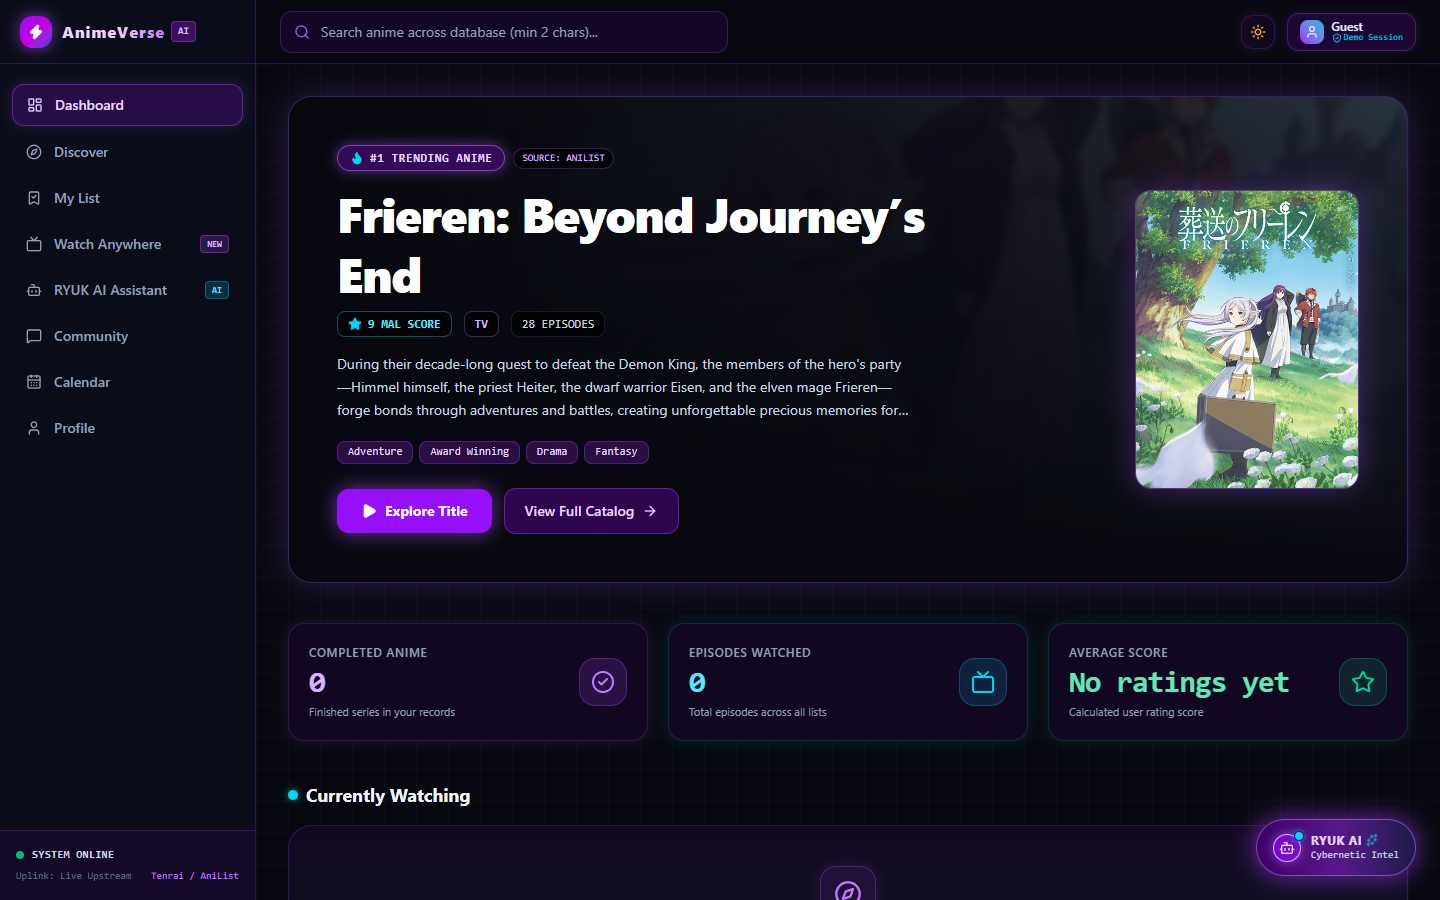 AnimeVerse AI
Search anime across database (min 2 chars)...
Guest
Demo Session
Dashboard
Discover
My List
Watch Anywhere NEW
RYUK AI Assistant AI
Community
Calendar
Profile
SYSTEM ONLINE
Uplink: Live Upstream Tenrai / AniList
#1 TRENDING ANIME SOURCE: ANILIST
Frieren: Beyond Journey’s
End
9 MAL SCORE TV 28 EPISODES
During their decade-long quest to defeat the Demon King, the members of the hero's party
—Himmel himself, the priest Heiter, the dwarf warrior Eisen, and the elven mage Frieren—
forge bonds through adventures and battles, creating unforgettable precious memories for...
Adventure Award Winning Drama Fantasy
Explore Title View Full Catalog
葬送のフリーレン
FRIEREN
COMPLETED ANIME
0
Finished series in your records
EPISODES WATCHED
0
Total episodes across all lists
AVERAGE SCORE
No ratings yet
Calculated user rating score
Currently Watching
RYUK AI
Cybernetic Intel